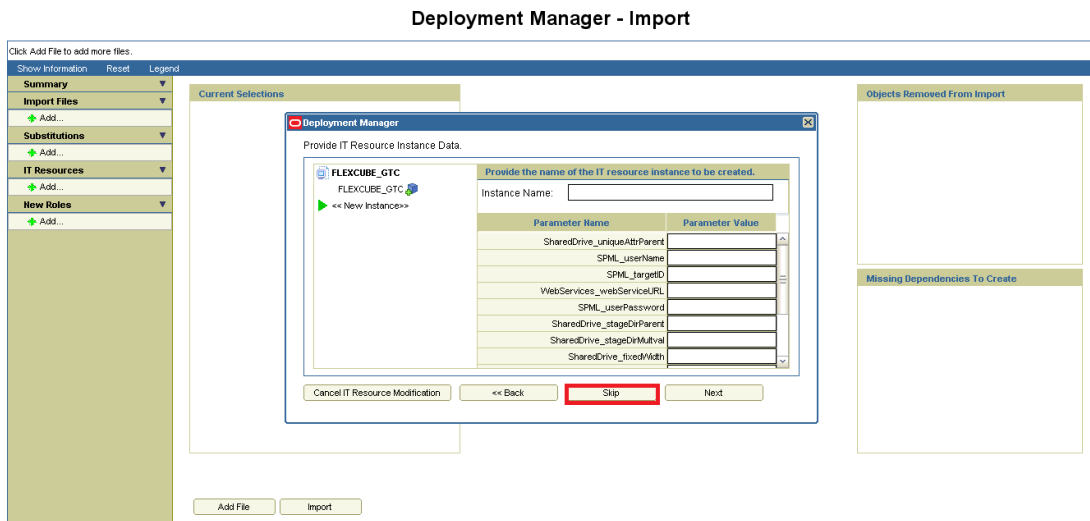 Deployment Manager - Import
Click Add File to add more files.
Show Information Reset Legend
Summary
Import Files
Add...
Substitutions
Add...
IT Resources
Add...
New Roles
Add...
Current Selections
Objects Removed From Import
Missing Dependencies To Create
Deployment Manager
Provide IT Resource Instance Data.
FLEXCUBE_GTC
FLEXCUBE_GTC
<< New Instance>>
Provide the name of the IT resource instance to be created.
Instance Name:
Parameter Name Parameter Value
SharedDrive_uniqueAttrParent
SPML_userName
SPML_targetID
WebServices_webServiceURL
SPML_userPassword
SharedDrive_stageDirParent
SharedDrive_stageDirMultval
SharedDrive_fixedWidth
Cancel IT Resource Modification << Back Skip Next
Add File Import